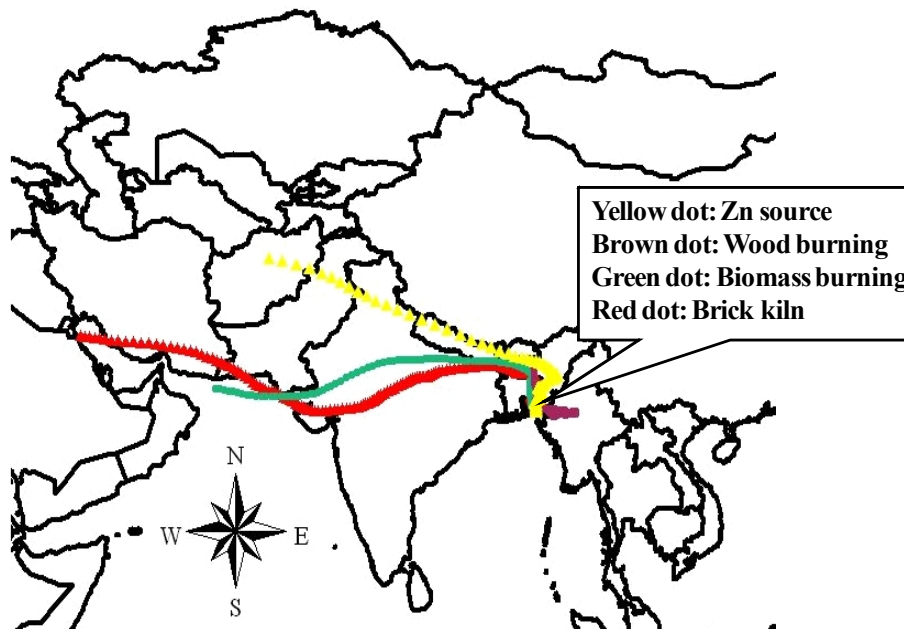 Yellow dot: Zn source
Brown dot: Wood burning
Green dot: Biomass burning
Red dot: Brick kiln
N
W E
S